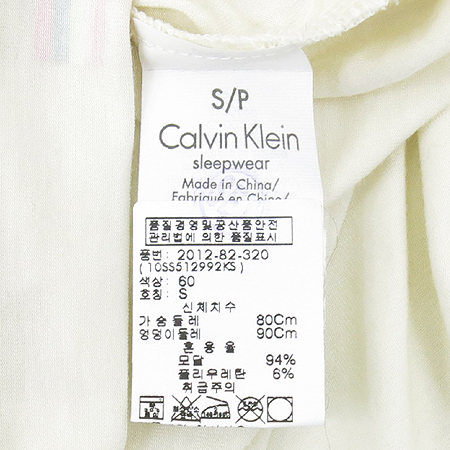 S/P
Calvin Klein
sleepwear
Made in China/
Fabriqué en Chine/
품질경영및공산품안전
관리법에 의한 품질표시
품번: 2012-82-320
(10SS512992KS)
색상: 60
호칭: S
신체치수
가슴둘레 80Cm
엉덩이둘레 90Cm
혼용율
모달 94%
폴리우레탄 6%
취급주의